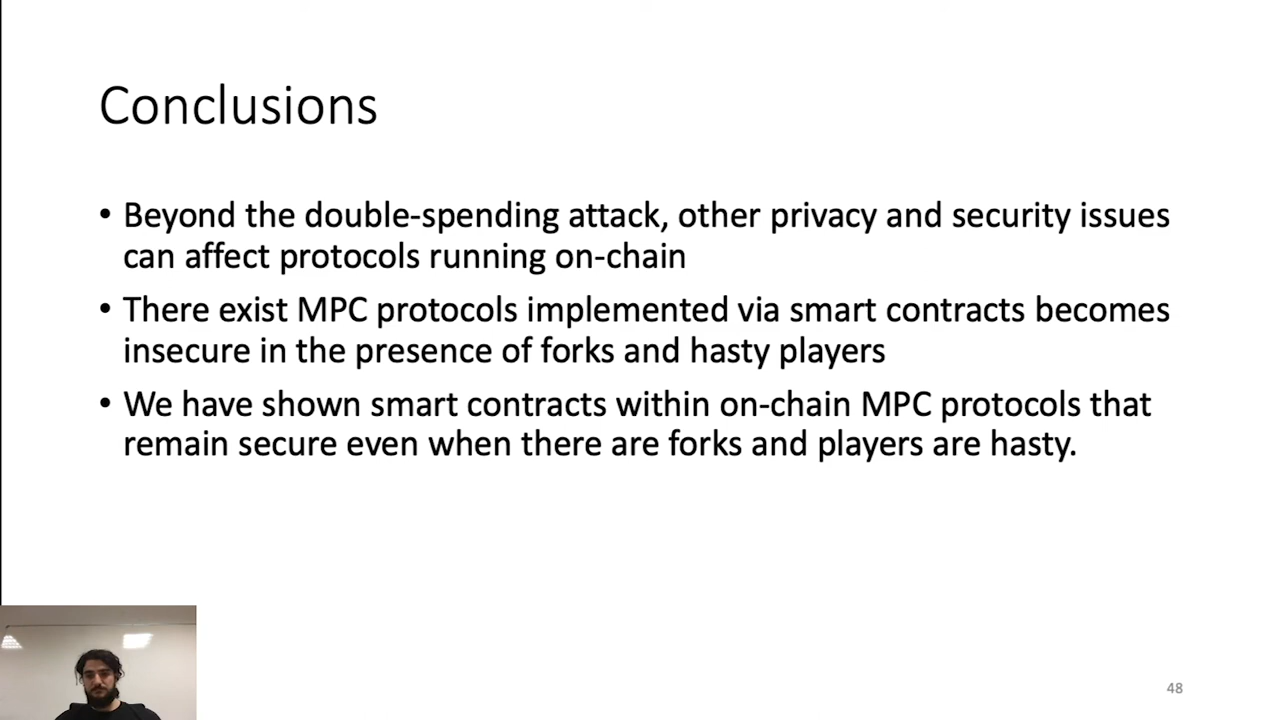 Conclusions
• Beyond the double-spending attack, other privacy and security issues
can affect protocols running on-chain
• There exist MPC protocols implemented via smart contracts becomes
insecure in the presence of forks and hasty players
• We have shown smart contracts within on-chain MPC protocols that
remain secure even when there are forks and players are hasty.
48